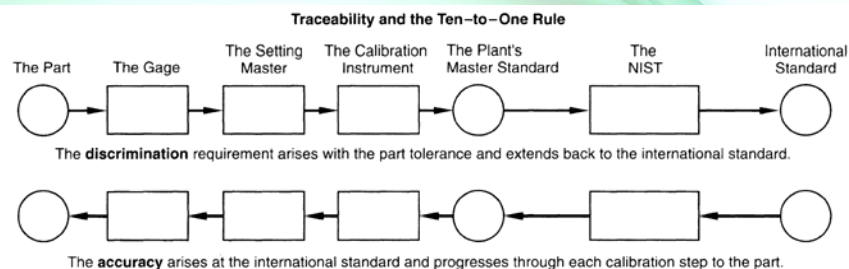 Traceability and the Ten-to-One Rule
The Part
The Gage
The Setting
Master
The Calibration
Instrument
The Plant's
Master Standard
The
NIST
International
Standard
The discrimination requirement arises with the part tolerance and extends back to the international standard.
The accuracy arises at the international standard and progresses through each calibration step to the part.